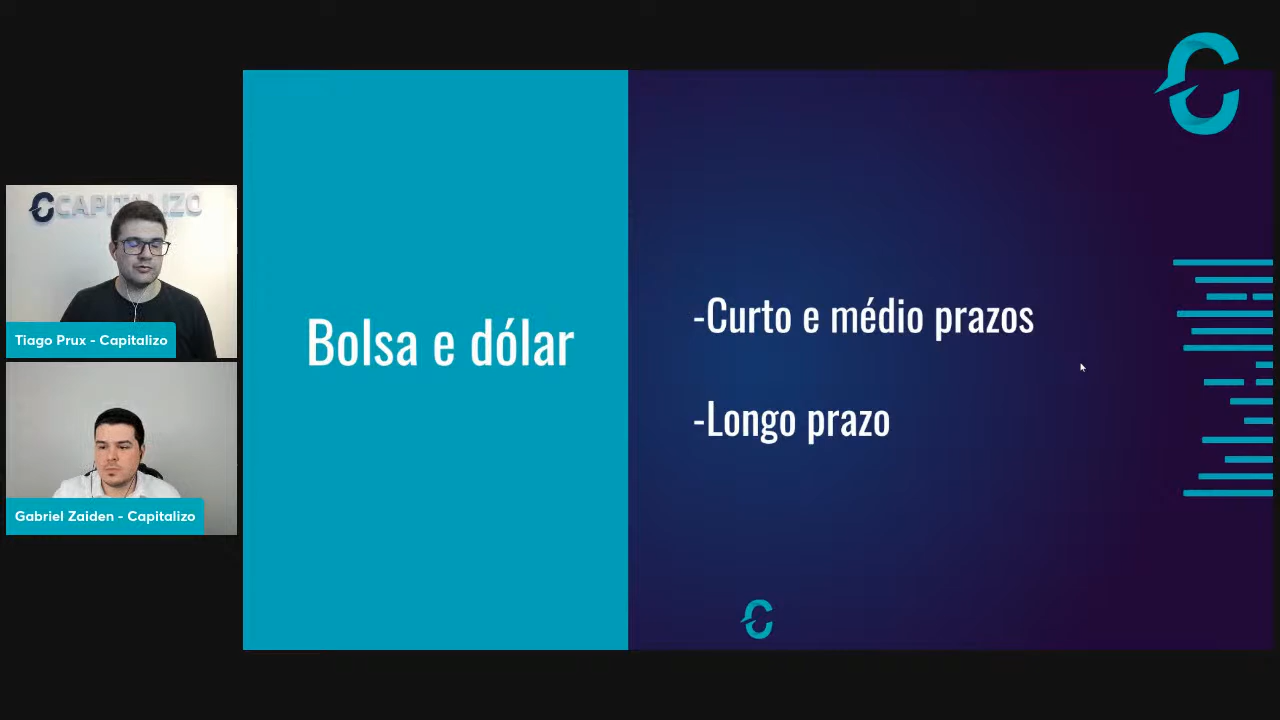 CAPITALIZO
Tiago Prux - Capitalizo
Gabriel Zaiden - Capitalizo
Bolsa e dólar
-Curto e médio prazos
-Longo prazo